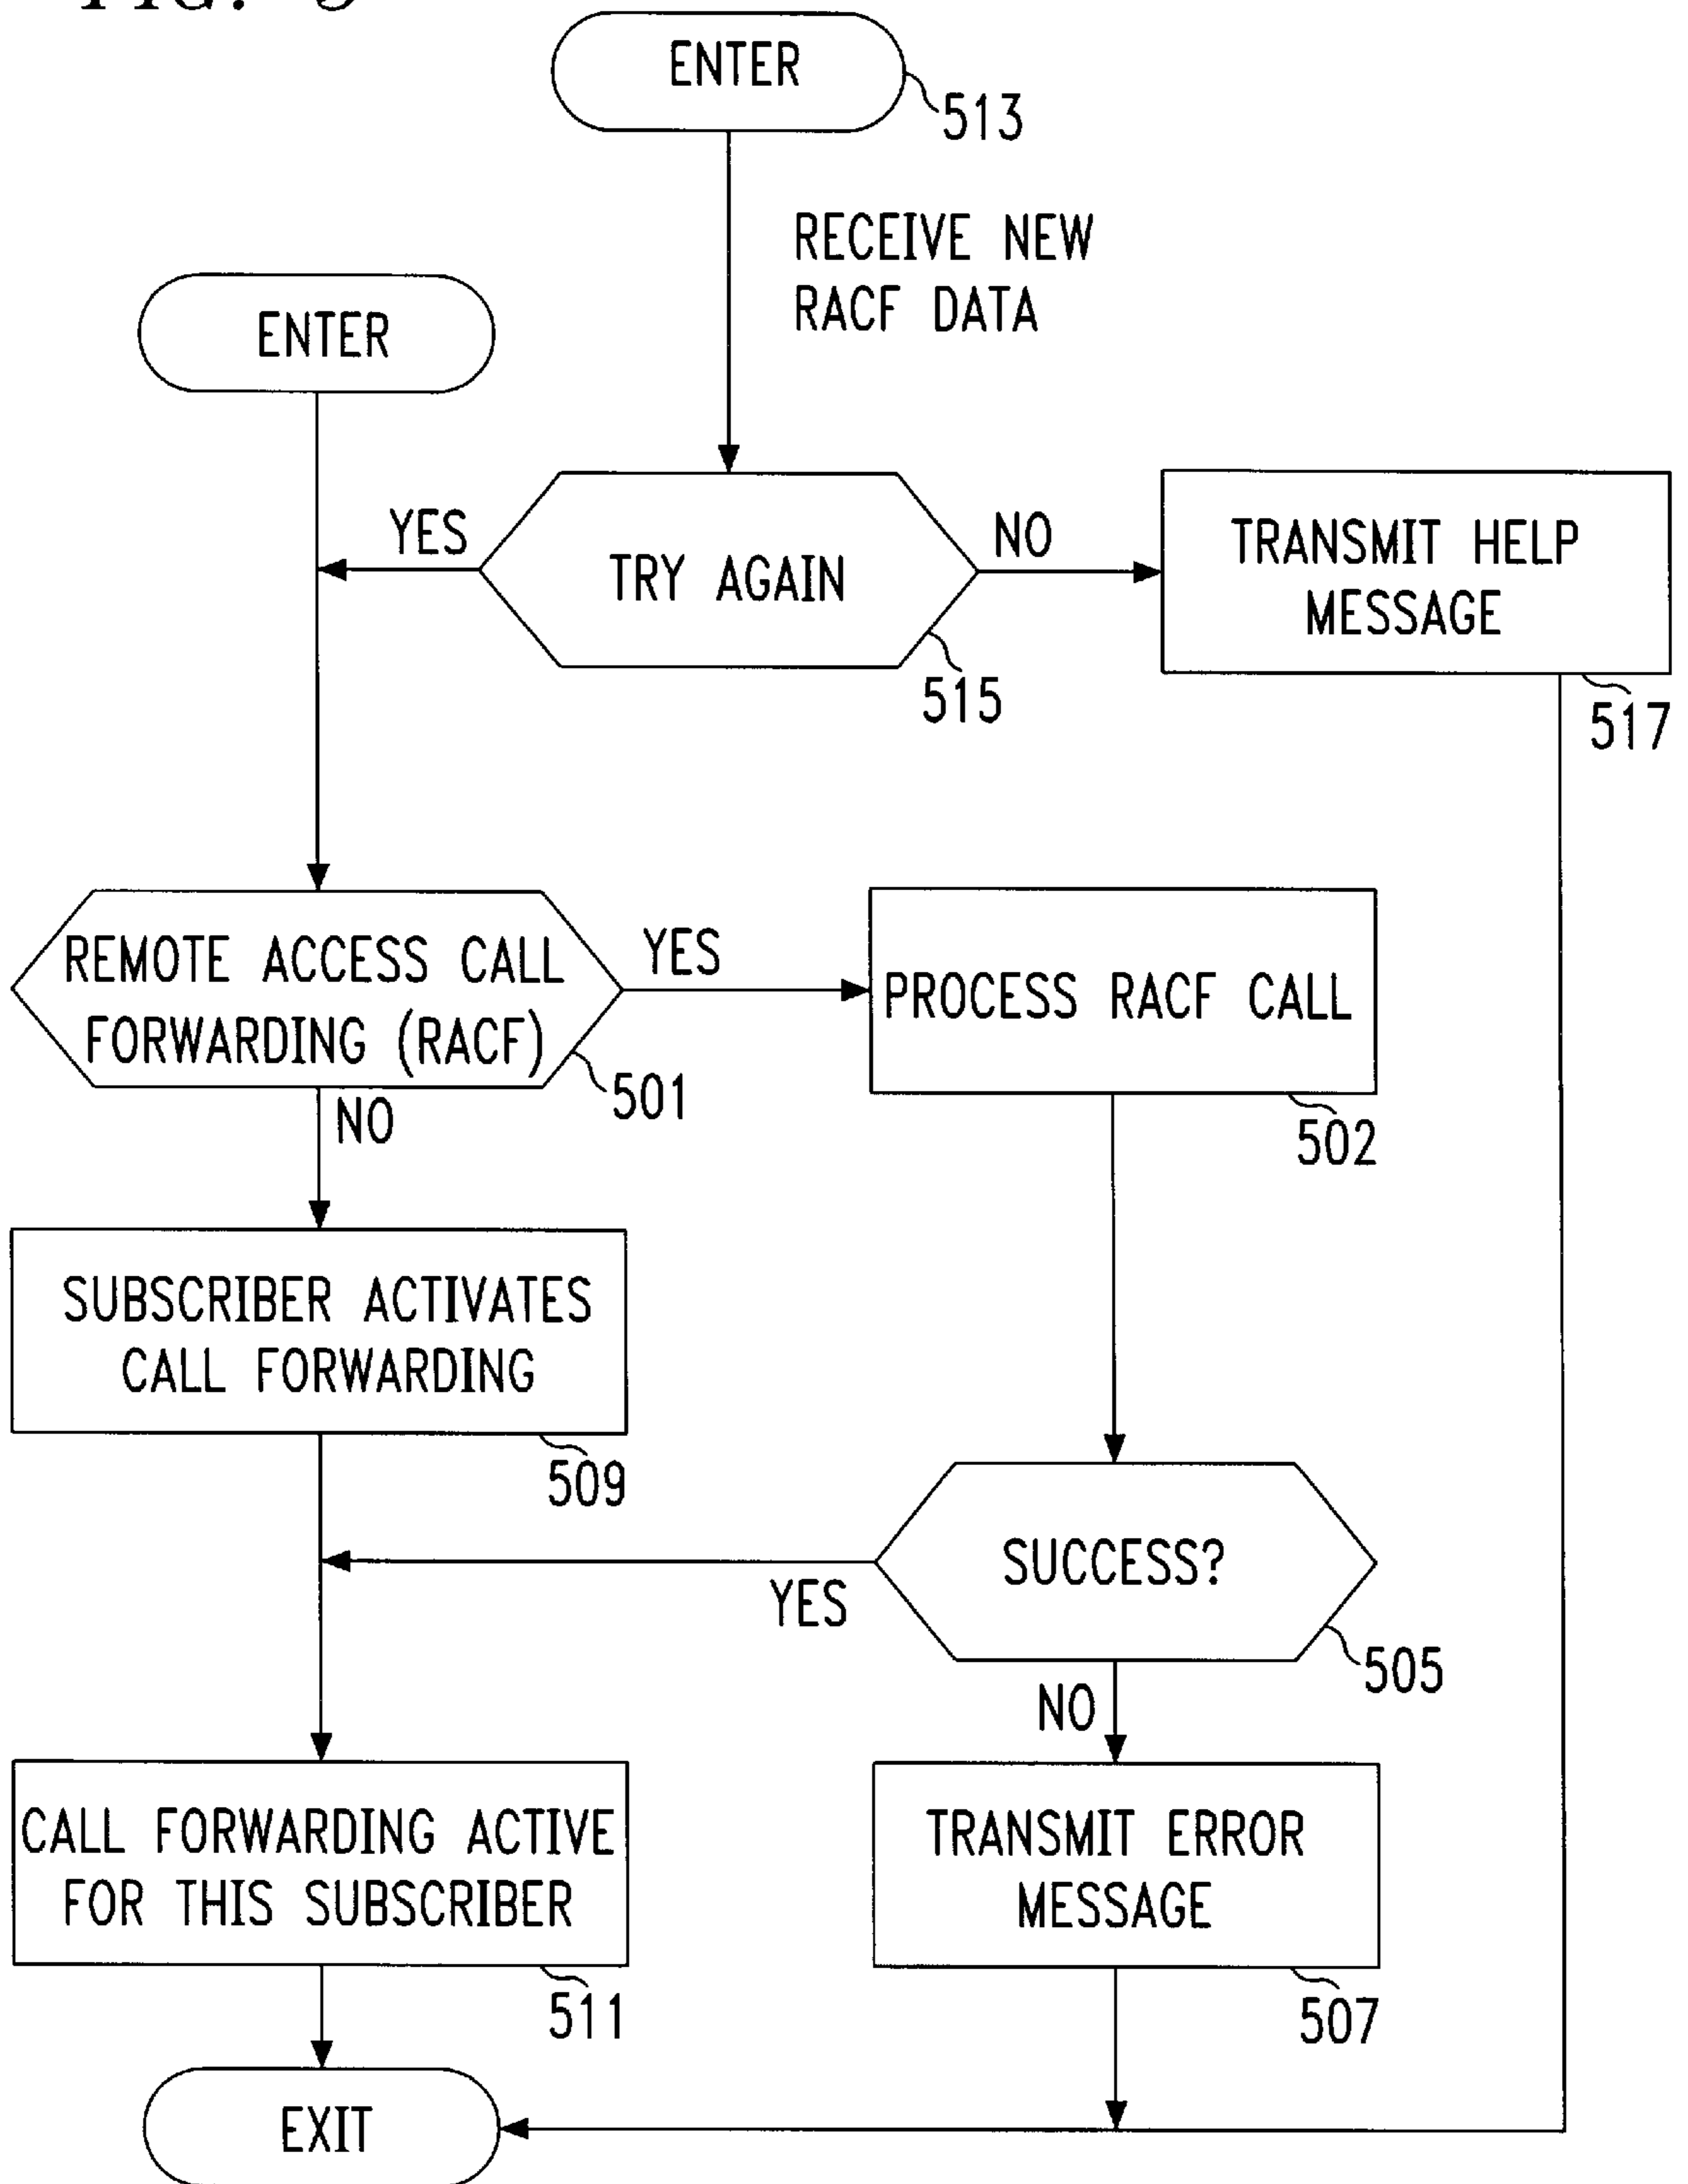 FIG. 5
ENTER
513
RECEIVE NEW
RACF DATA
ENTER
YES
TRY AGAIN
NO
515
TRANSMIT HELP
MESSAGE
517
REMOTE ACCESS CALL
FORWARDING (RACF)
501
YES
NO
PROCESS RACF CALL
502
SUBSCRIBER ACTIVATES
CALL FORWARDING
509
SUCCESS?
505
YES
NO
CALL FORWARDING ACTIVE
FOR THIS SUBSCRIBER
511
TRANSMIT ERROR
MESSAGE
507
EXIT